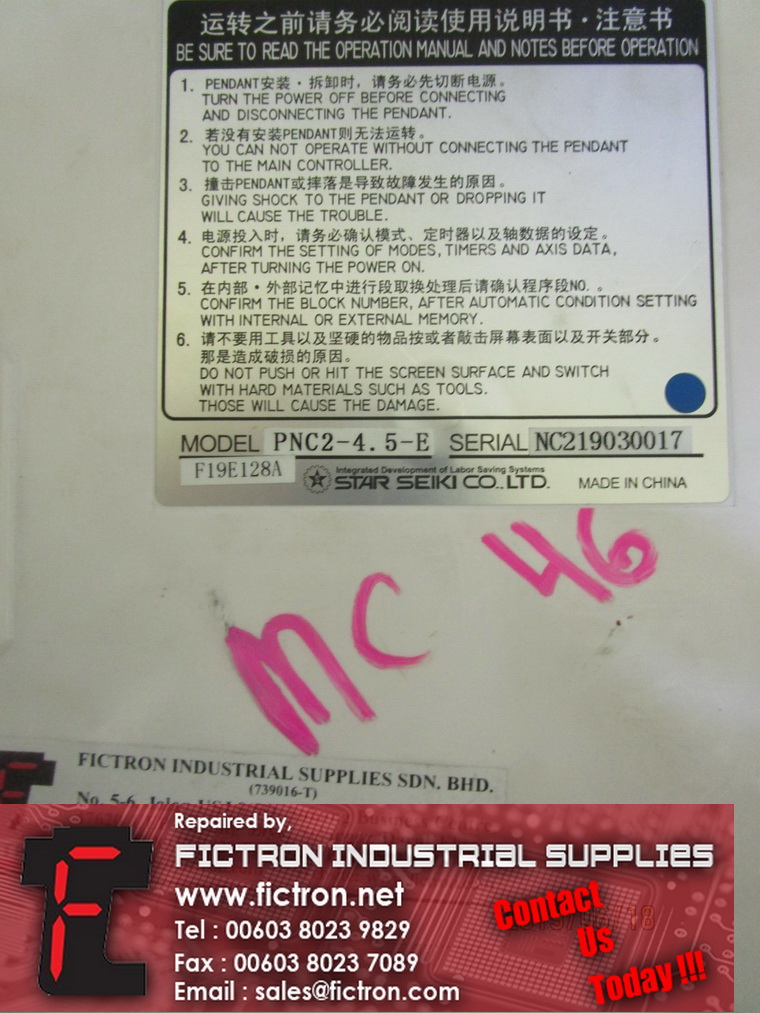 运转之前请务必阅读使用说明书·注意书
BE SURE TO READ THE OPERATION MANUAL AND NOTES BEFORE OPERATION
1. PENDANT安装·拆卸时，请务必先切断电源。
TURN THE POWER OFF BEFORE CONNECTING
AND DISCONNECTING THE PENDANT.
2. 若没有安装PENDANT则无法运转。
YOU CAN NOT OPERATE WITHOUT CONNECTING THE PENDANT
TO THE MAIN CONTROLLER.
3. 撞击PENDANT或摔落是导致故障发生的原因。
GIVING SHOCK TO THE PENDANT OR DROPPING IT
WILL CAUSE THE TROUBLE.
4. 电源投入时，请务必确认模式、定时器以及轴数据的设定。
CONFIRM THE SETTING OF MODES, TIMERS AND AXIS DATA,
AFTER TURNING THE POWER ON.
5. 在内部·外部记忆中进行段取换处理后请确认程序段NO.。
CONFIRM THE BLOCK NUMBER, AFTER AUTOMATIC CONDITION SETTING
WITH INTERNAL OR EXTERNAL MEMORY.
6. 请不要用工具以及坚硬的物品按或者敲击屏幕表面以及开关部分。
那是造成破损的原因。
DO NOT PUSH OR HIT THE SCREEN SURFACE AND SWITCH
WITH HARD MATERIALS SUCH AS TOOLS.
THOSE WILL CAUSE THE DAMAGE.
MODEL PNC2-4.5-E SERIAL NC219030017
F19E128A
Integrated Development of Labor Saving Systems
STAR SEIKI CO.,LTD. MADE IN CHINA
MC 46
FICTRON INDUSTRIAL SUPPLIES SDN. BHD.
(739016-T)
No. 5-6, Jalan
Repaired by,
FICTRON INDUSTRIAL SUPPLIES
www.fictron.net
Tel : 00603 8023 9829
Fax : 00603 8023 7089
Email : sales@fictron.com
Contact
Us
Today !!!